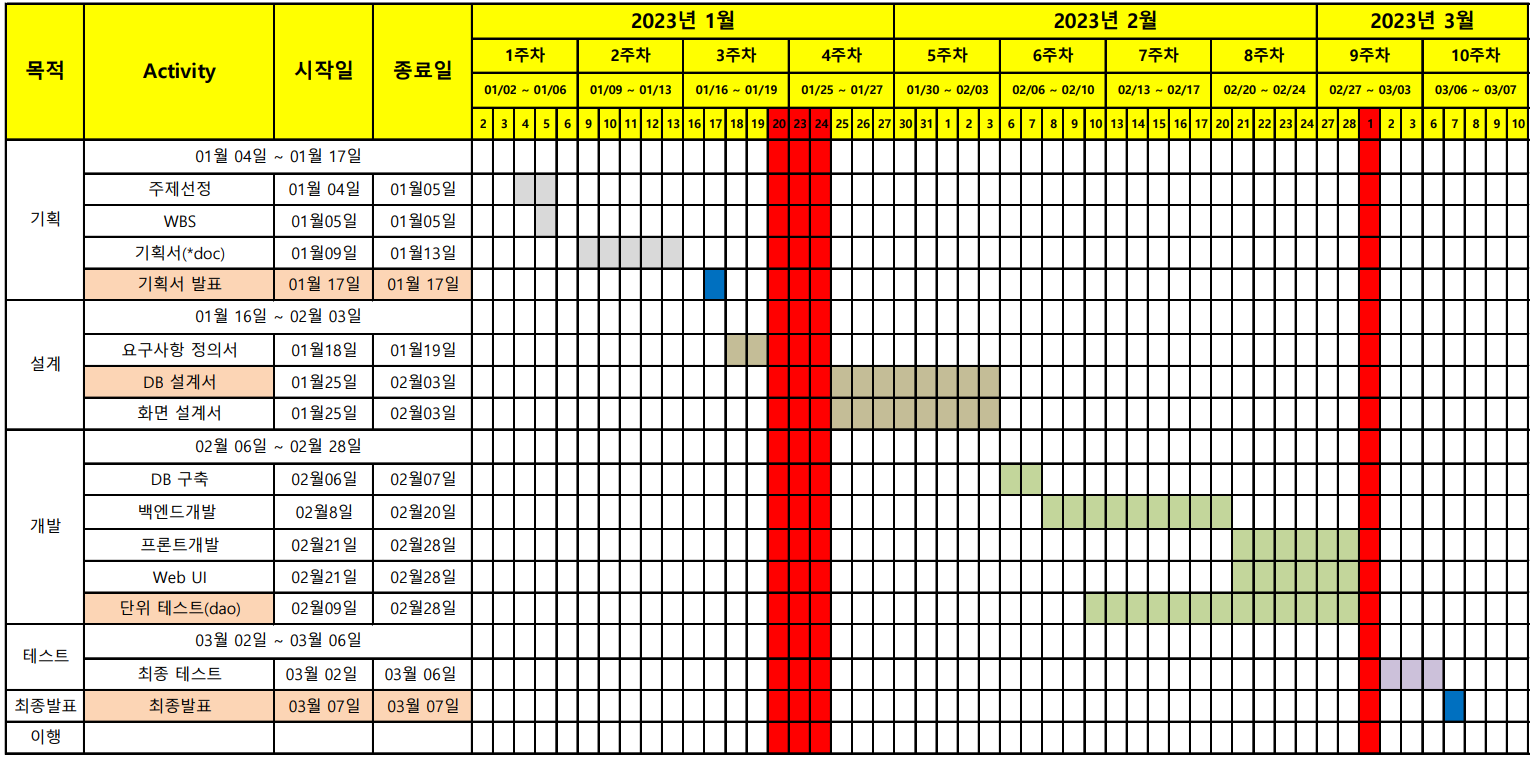 목적 Activity 시작일 종료일 2023년 1월 2023년 2월 2023년 3월
1주차 2주차 3주차 4주차 5주차 6주차 7주차 8주차 9주차 10주차
01/02 ~ 01/06 01/09 ~ 01/13 01/16 ~ 01/19 01/25 ~ 01/27 01/30 ~ 02/03 02/06 ~ 02/10 02/13 ~ 02/17 02/20 ~ 02/24 02/27 ~ 03/03 03/06 ~ 03/07
2 3 4 5 6 9 10 11 12 13 16 17 18 19 20 23 24 25 26 27 30 31 1 2 3 6 7 8 9 10 13 14 15 16 17 20 21 22 23 24 27 28 1 2 3 6 7 8 9 10
기획 01월 04일 ~ 01월 17일
주제선정 01월 04일 01월05일
WBS 01월05일 01월05일
기획서(*doc) 01월09일 01월13일
기획서 발표 01월 17일 01월 17일
설계 01월 16일 ~ 02월 03일
요구사항 정의서 01월18일 01월19일
DB 설계서 01월25일 02월03일
화면 설계서 01월25일 02월03일
개발 02월 06일 ~ 02월 28일
DB 구축 02월06일 02월07일
백엔드개발 02월8일 02월20일
프론트개발 02월21일 02월28일
Web UI 02월21일 02월28일
단위 테스트(dao) 02월09일 02월28일
테스트 03월 02일 ~ 03월 06일
최종 테스트 03월 02일 03월 06일
최종발표 최종발표 03월 07일 03월 07일
이행